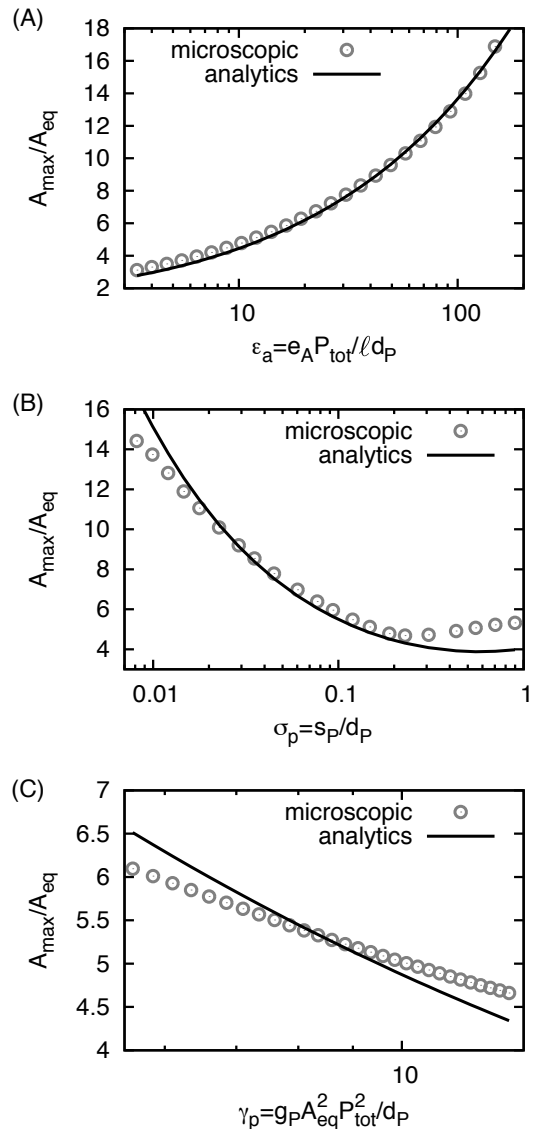 (A)
18
16
14
12
10
8
6
4
2
A_max/A_eq
microscopic
analytics
10
100
ε_a=e_A P_tot/ℓd_P
(B)
16
14
12
10
8
6
4
A_max/A_eq
microscopic
analytics
0.01
0.1
1
σ_p=s_P/d_P
(C)
7
6.5
6
5.5
5
4.5
4
A_max/A_eq
microscopic
analytics
10
γ_p=g_P A_eq^2 P_tot^2/d_P